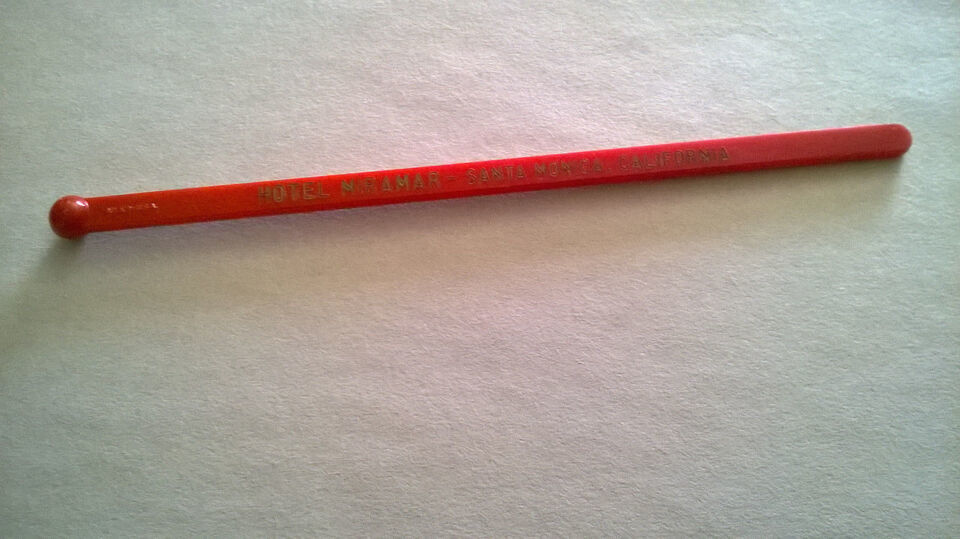 HOTEL MIRAMAR - SANTA MONICA, CALIFORNIA